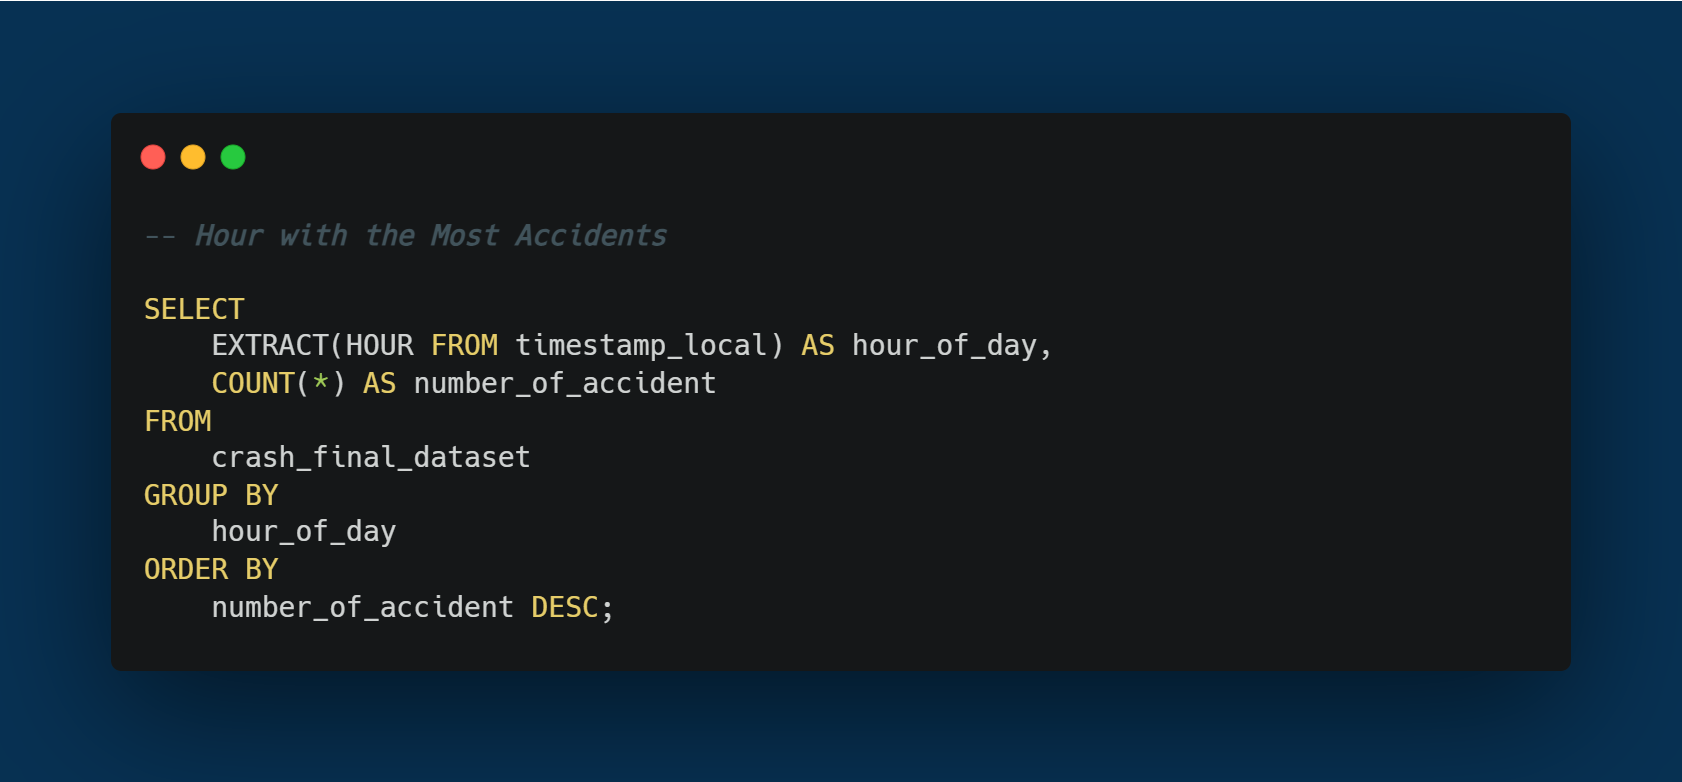 -- Hour with the Most Accidents
SELECT
    EXTRACT(HOUR FROM timestamp_local) AS hour_of_day,
    COUNT(*) AS number_of_accident
FROM
    crash_final_dataset
GROUP BY
    hour_of_day
ORDER BY
    number_of_accident DESC;